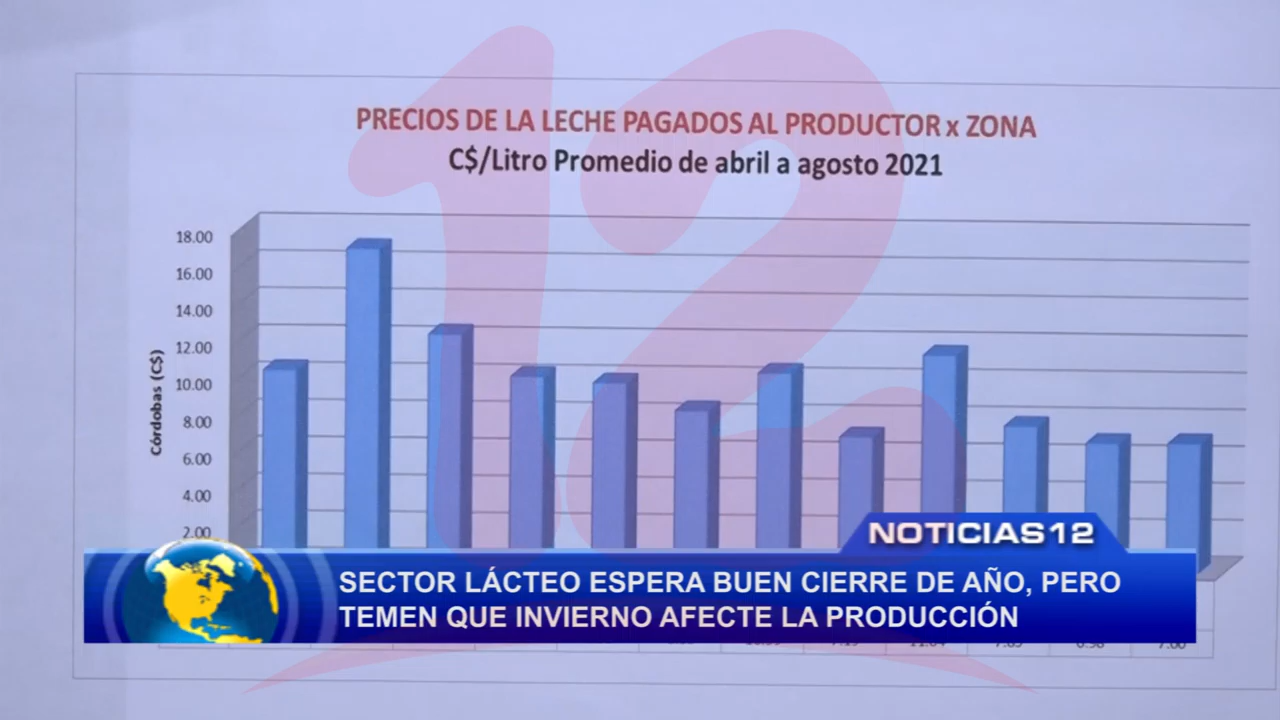 PRECIOS DE LA LECHE PAGADOS AL PRODUCTOR x ZONA
C$/Litro Promedio de abril a agosto 2021
18.00
16.00
14.00
12.00
10.00
8.00
6.00
4.00
2.00
Córdobas (C$)
12
NOTICIAS12
SECTOR LÁCTEO ESPERA BUEN CIERRE DE AÑO, PERO
TEMEN QUE INVIERNO AFECTE LA PRODUCCIÓN